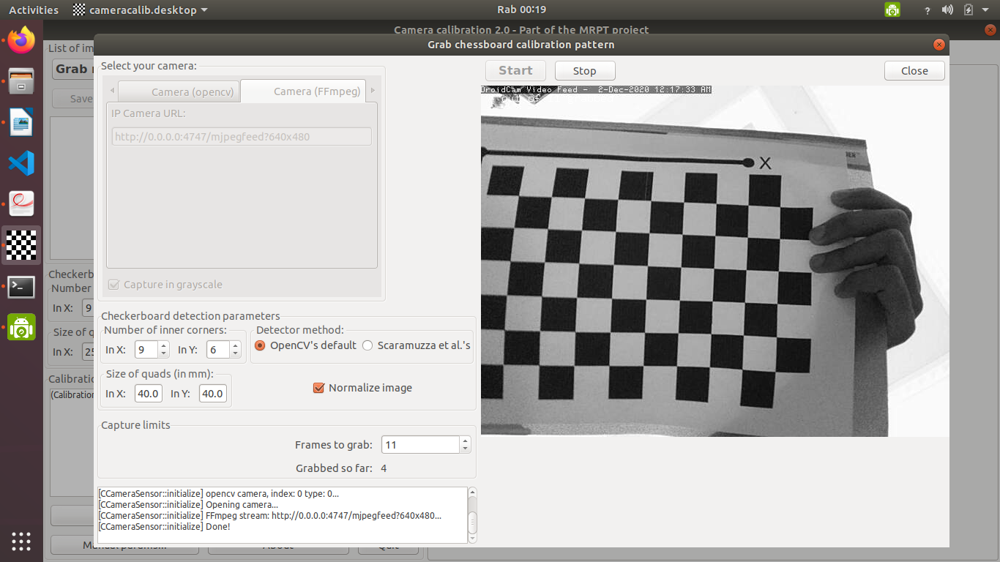 Activities
cameracalib.desktop
Rab 00:19
?
Camera calibration 2.0 - Part of the MRPT project
Grab chessboard calibration pattern
List of im
Grab
Save
Checkerb
Number
In X: 9
Size of q
In X: 25
Calibratio
(Calibration
Manual params...
About
Quit
Select your camera:
Camera (opencv)
Camera (FFmpeg)
IP Camera URL:
http://0.0.0.0:4747/mjpegfeed?640x480
Capture in grayscale
Checkerboard detection parameters
Number of inner corners:
In X: 9 In Y: 6
Detector method:
OpenCV's default Scaramuzza et al.'s
Size of quads (in mm):
In X: 40.0 In Y: 40.0
Normalize image
Capture limits
Frames to grab: 11
Grabbed so far: 4
[CCameraSensor::initialize] opencv camera, index: 0 type: 0...
[CCameraSensor::initialize] Opening camera...
[CCameraSensor::initialize] FFmpeg stream: http://0.0.0.0:4747/mjpegfeed?640x480...
[CCameraSensor::initialize] Done!
Start
Stop
Close
DroidCam Video Feed - 2-Dec-2020 12:17:33 AM
X